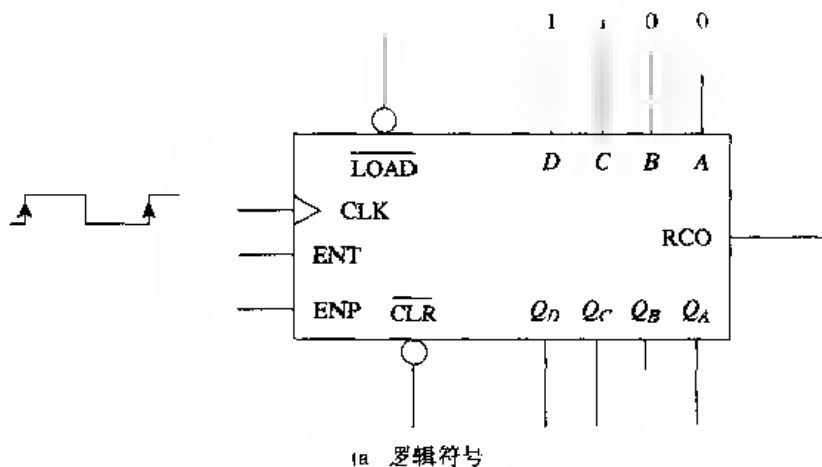 1 0 0
LOAD D C B A
CLK
RCO
ENT
ENP CLR Q_D Q_C Q_B Q_A
(a 逻辑符号